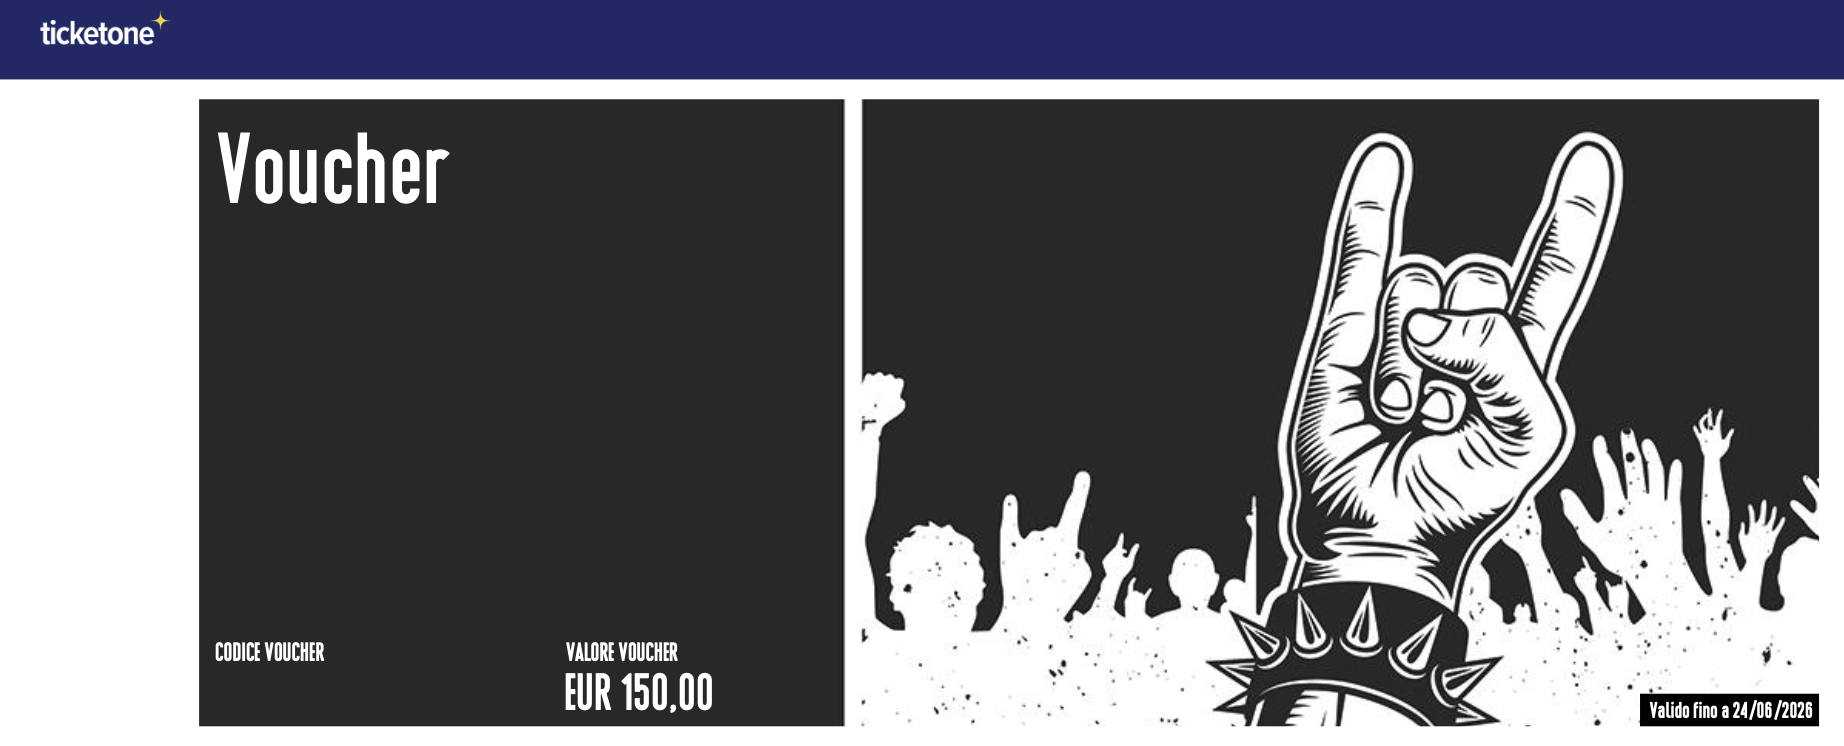 ticketone
Voucher
CODICE VOUCHER
VALORE VOUCHER
EUR 150,00
Valido fino a 24/06/2026